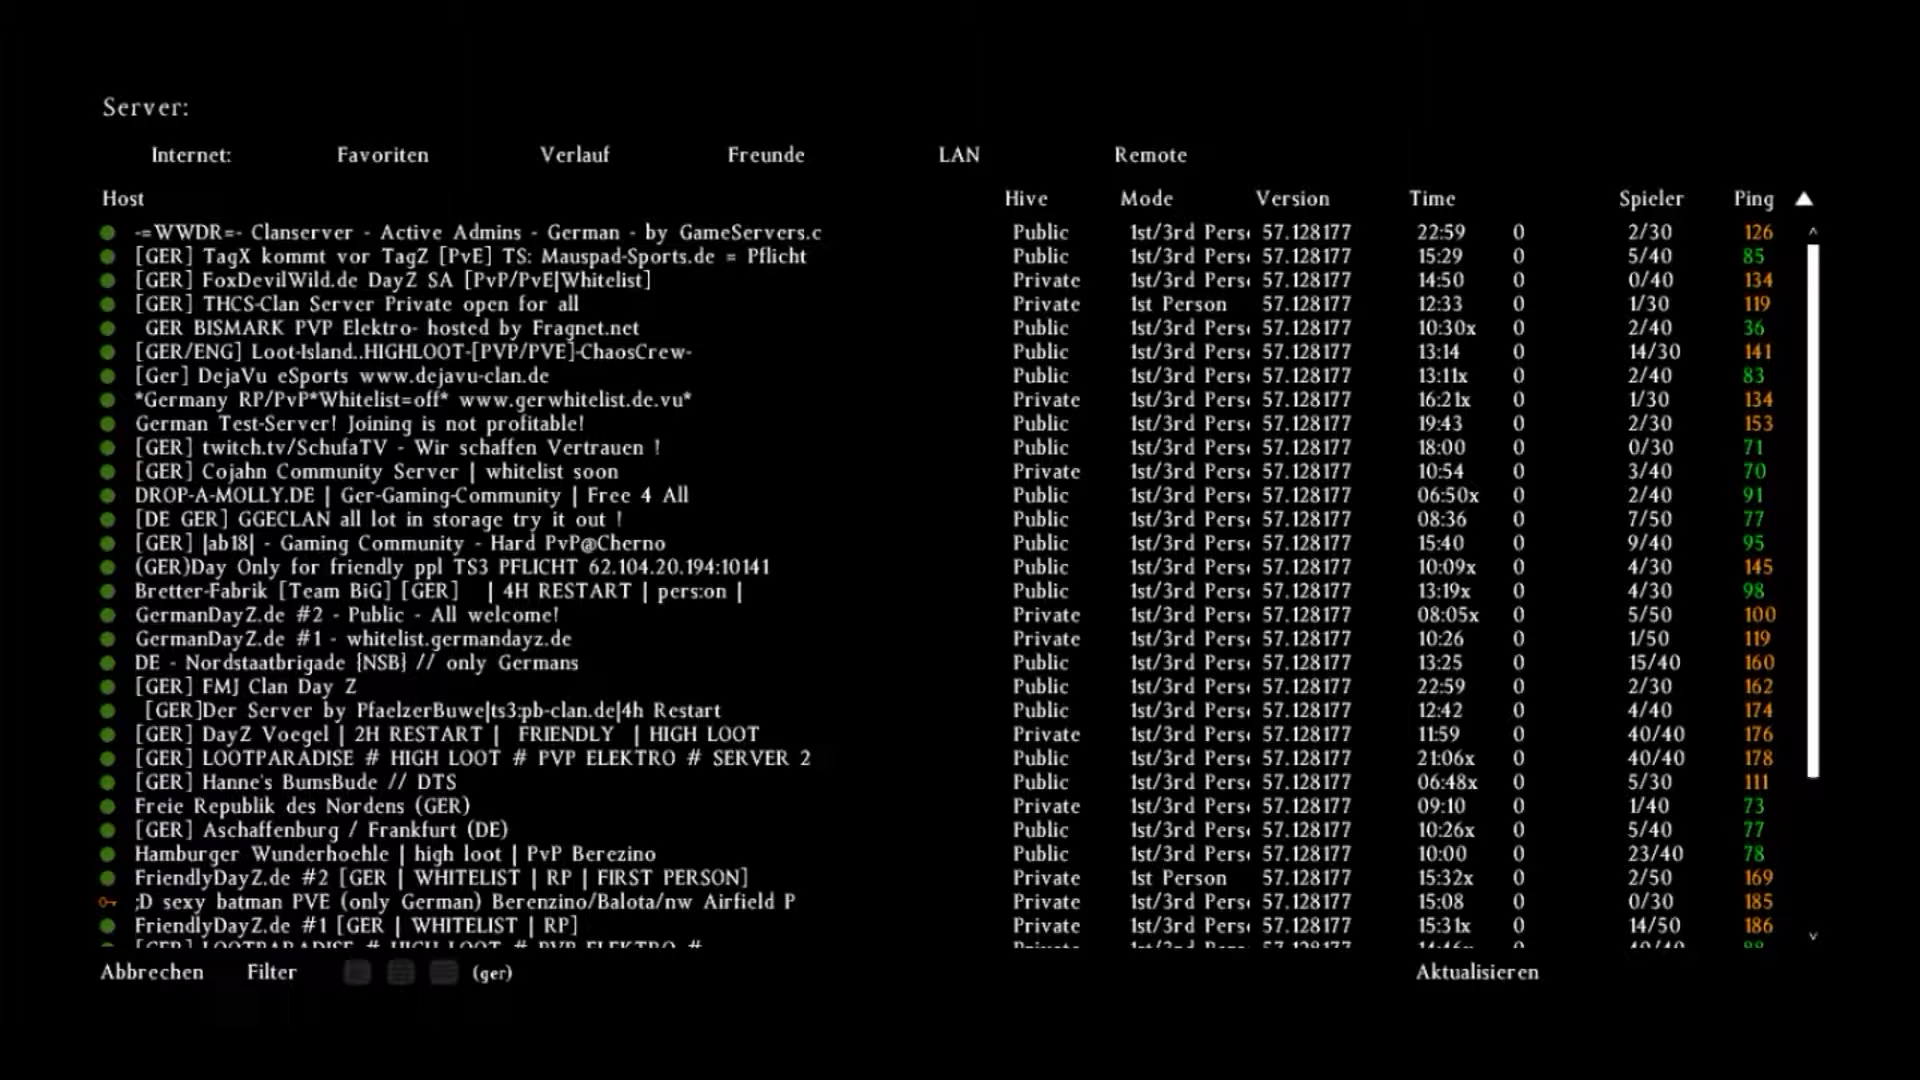 Server:
Internet: Favoriten Verlauf Freunde LAN Remote
Host Hive Mode Version Time Spieler Ping
-=WWDR=- Clanserver - Active Admins - German - by GameServers.c Public 1st/3rd Pers 57.128177 22:59 0 2/30 126
[GER] TagX kommt vor TagZ [PvE] TS: Mauspad-Sports.de = Pflicht Public 1st/3rd Pers 57.128177 15:29 0 5/40 85
[GER] FoxDevilWild.de DayZ SA [PvP/PvE|Whitelist] Private 1st/3rd Pers 57.128177 14:50 0 0/40 134
[GER] THCS-Clan Server Private open for all Private 1st Person 57.128177 12:33 0 1/30 119
GER BISMARK PVP Elektro- hosted by Fragnet.net Public 1st/3rd Pers 57.128177 10:30x 0 2/40 36
[GER/ENG] Loot-Island..HIGHLOOT-[PVP/PVE]-ChaosCrew- Public 1st/3rd Pers 57.128177 13:14 0 14/30 141
[Ger] DejaVu eSports www.dejavu-clan.de Public 1st/3rd Pers 57.128177 13:11x 0 2/40 83
*Germany RP/PvP*Whitelist=off* www.gerwhitelist.de.vu* Private 1st/3rd Pers 57.128177 16:21x 0 1/30 134
German Test-Server! Joining is not profitable! Public 1st/3rd Pers 57.128177 19:43 0 2/30 153
[GER] twitch.tv/SchufaTV - Wir schaffen Vertrauen ! Public 1st/3rd Pers 57.128177 18:00 0 0/30 71
[GER] Cojahn Community Server | whitelist soon Private 1st/3rd Pers 57.128177 10:54 0 3/40 70
DROP-A-MOLLY.DE | Ger-Gaming-Community | Free 4 All Public 1st/3rd Pers 57.128177 06:50x 0 2/40 91
[DE GER] GGECLAN all lot in storage try it out ! Public 1st/3rd Pers 57.128177 08:36 0 7/50 77
[GER] |ab18| - Gaming Community - Hard PvP@Cherno Public 1st/3rd Pers 57.128177 15:40 0 9/40 95
(GER)Day Only for friendly ppl TS3 PFLICHT 62.104.20.194:10141 Public 1st/3rd Pers 57.128177 10:09x 0 4/30 145
Bretter-Fabrik [Team BiG] [GER] | 4H RESTART | pers:on | Public 1st/3rd Pers 57.128177 13:19x 0 4/30 98
GermanDayZ.de #2 - Public - All welcome! Private 1st/3rd Pers 57.128177 08:05x 0 5/50 100
GermanDayZ.de #1 - whitelist.germandayz.de Private 1st/3rd Pers 57.128177 10:26 0 1/50 119
DE - Nordstaatbrigade {NSB} // only Germans Public 1st/3rd Pers 57.128177 13:25 0 15/40 160
[GER] FMJ Clan Day Z Public 1st/3rd Pers 57.128177 22:59 0 2/30 162
[GER]Der Server by PfaelzerBuwe|ts3:pb-clan.de|4h Restart Public 1st/3rd Pers 57.128177 12:42 0 4/40 174
[GER] DayZ Voegel | 2H RESTART | FRIENDLY | HIGH LOOT Private 1st/3rd Pers 57.128177 11:59 0 40/40 176
[GER] LOOTPARADISE # HIGH LOOT # PVP ELEKTRO # SERVER 2 Public 1st/3rd Pers 57.128177 21:06x 0 40/40 178
[GER] Hanne's BumsBude // DTS Public 1st/3rd Pers 57.128177 06:48x 0 5/30 111
Freie Republik des Nordens (GER) Private 1st/3rd Pers 57.128177 09:10 0 1/40 73
[GER] Aschaffenburg / Frankfurt (DE) Public 1st/3rd Pers 57.128177 10:26x 0 5/40 77
Hamburger Wunderhoehle | high loot | PvP Berezino Public 1st/3rd Pers 57.128177 10:00 0 23/40 78
FriendlyDayZ.de #2 [GER | WHITELIST | RP | FIRST PERSON] Private 1st Person 57.128177 15:32x 0 2/50 169
;D sexy batman PVE (only German) Berenzino/Balota/nw Airfield P Private 1st/3rd Pers 57.128177 15:08 0 0/30 185
FriendlyDayZ.de #1 [GER | WHITELIST | RP] Private 1st/3rd Pers 57.128177 15:31x 0 14/50 186
[GER] LOOTPARADISE # HIGH LOOT # PVP ELEKTRO #
Abbrechen Filter (ger) Aktualisieren